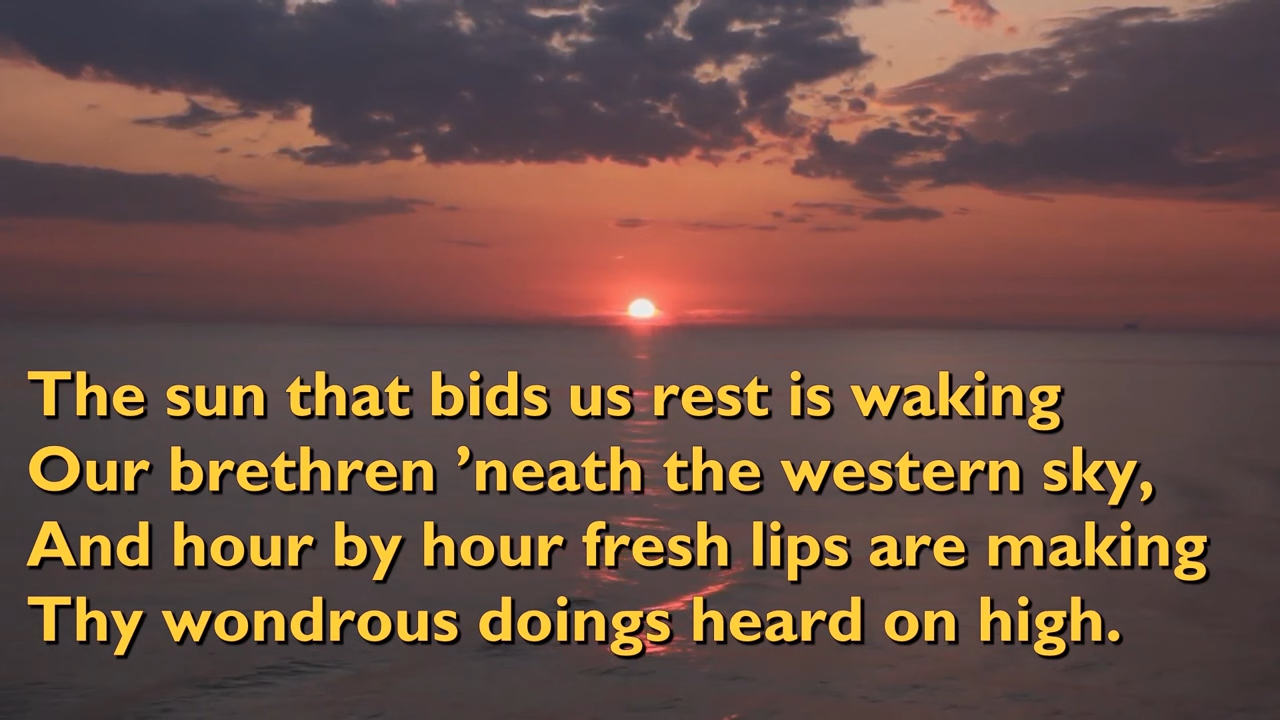 The sun that bids us rest is waking
Our brethren ’neath the western sky,
And hour by hour fresh lips are making
Thy wondrous doings heard on high.